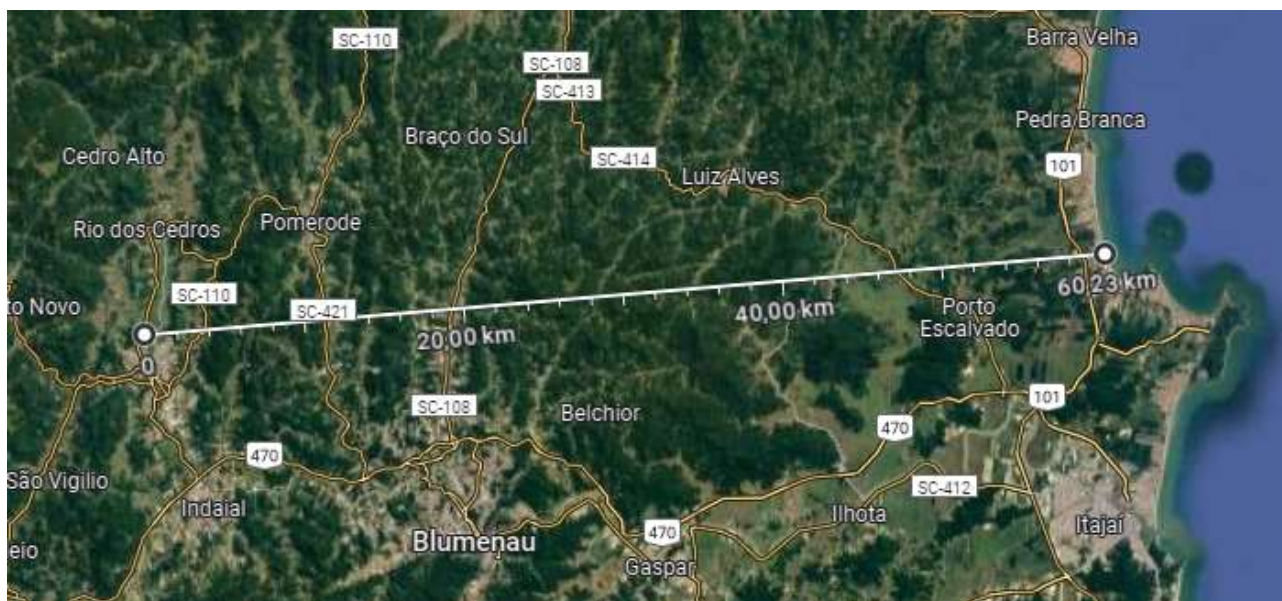 SC-110
Barra Velha
SC-108
SC-413
Pedra Branca
Braço do Sul
Cedro Alto
SC-414
101
Luiz Alves
Rio dos Cedros
Pomerode
SC-110
60,23 km
to Novo
SC-421
40,00 km
Porto
Escalvado
20,00 km
0
101
SC-108
Belchior
470
470
São Vigilio
SC-412
Indaial
Ilhota
Itajaí
470
Blumenau
eio
Gaspar